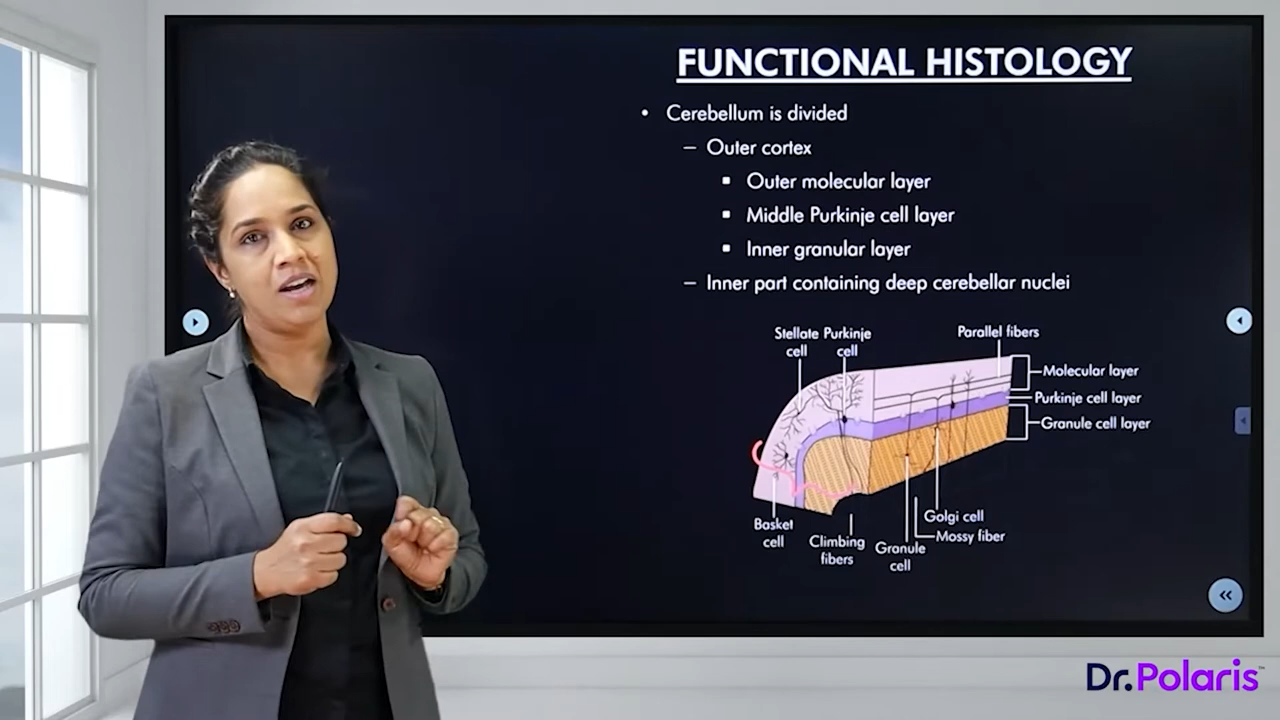 FUNCTIONAL HISTOLOGY
• Cerebellum is divided
– Outer cortex
▪ Outer molecular layer
▪ Middle Purkinje cell layer
▪ Inner granular layer
– Inner part containing deep cerebellar nuclei
Stellate cell
Purkinje cell
Parallel fibers
Molecular layer
Purkinje cell layer
Granule cell layer
Basket cell
Climbing fibers
Granule cell
Golgi cell
Mossy fiber
Dr.Polaris™